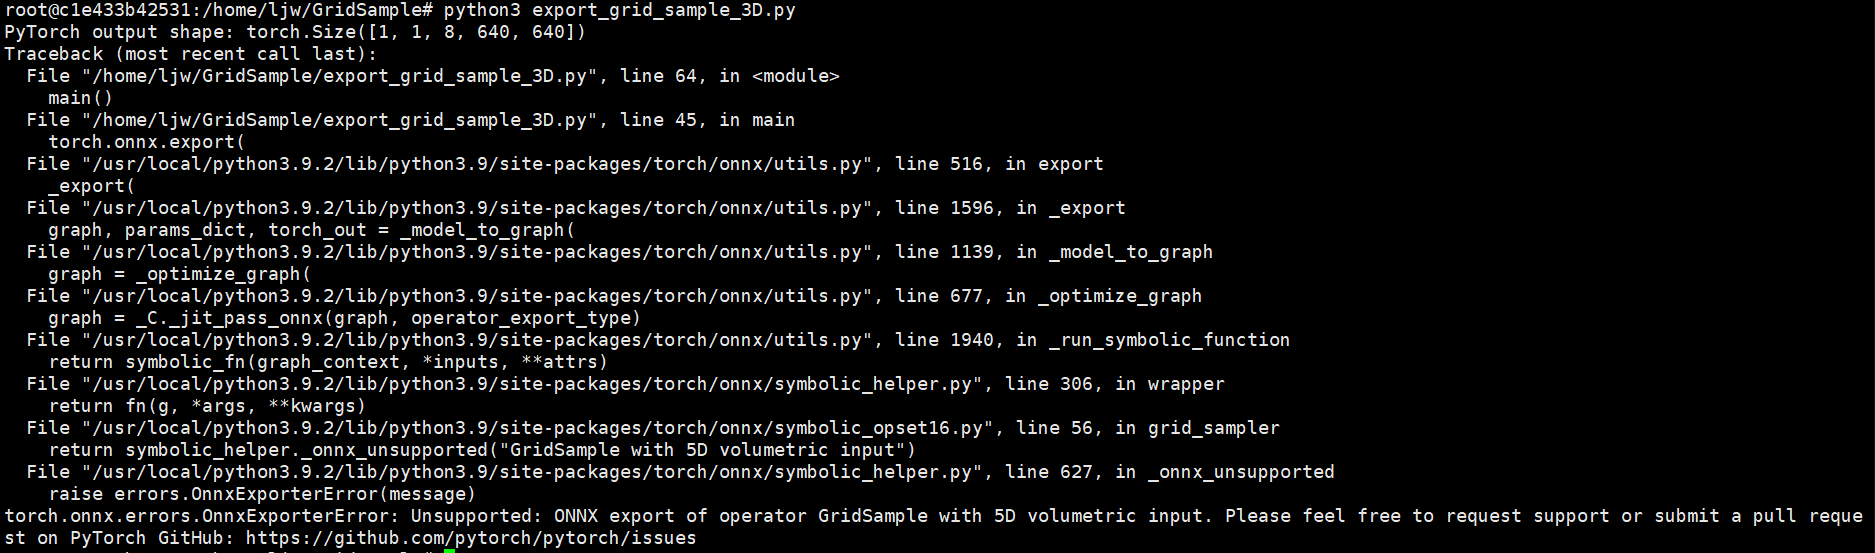 root@c1e433b42531:/home/ljw/GridSample# python3 export_grid_sample_3D.py
PyTorch output shape: torch.Size([1, 1, 8, 640, 640])
Traceback (most recent call last):
  File "/home/ljw/GridSample/export_grid_sample_3D.py", line 64, in <module>
    main()
  File "/home/ljw/GridSample/export_grid_sample_3D.py", line 45, in main
    torch.onnx.export(
  File "/usr/local/python3.9.2/lib/python3.9/site-packages/torch/onnx/utils.py", line 516, in export
    _export(
  File "/usr/local/python3.9.2/lib/python3.9/site-packages/torch/onnx/utils.py", line 1596, in _export
    graph, params_dict, torch_out = _model_to_graph(
  File "/usr/local/python3.9.2/lib/python3.9/site-packages/torch/onnx/utils.py", line 1139, in _model_to_graph
    graph = _optimize_graph(
  File "/usr/local/python3.9.2/lib/python3.9/site-packages/torch/onnx/utils.py", line 677, in _optimize_graph
    graph = _C._jit_pass_onnx(graph, operator_export_type)
  File "/usr/local/python3.9.2/lib/python3.9/site-packages/torch/onnx/utils.py", line 1940, in _run_symbolic_function
    return symbolic_fn(graph_context, *inputs, **attrs)
  File "/usr/local/python3.9.2/lib/python3.9/site-packages/torch/onnx/symbolic_helper.py", line 306, in wrapper
    return fn(g, *args, **kwargs)
  File "/usr/local/python3.9.2/lib/python3.9/site-packages/torch/onnx/symbolic_opset16.py", line 56, in grid_sampler
    return symbolic_helper._onnx_unsupported("GridSample with 5D volumetric input")
  File "/usr/local/python3.9.2/lib/python3.9/site-packages/torch/onnx/symbolic_helper.py", line 627, in _onnx_unsupported
    raise errors.OnnxExporterError(message)
torch.onnx.errors.OnnxExporterError: Unsupported: ONNX export of operator GridSample with 5D volumetric input. Please feel free to request support or submit a pull reque
st on PyTorch GitHub: https://github.com/pytorch/pytorch/issues